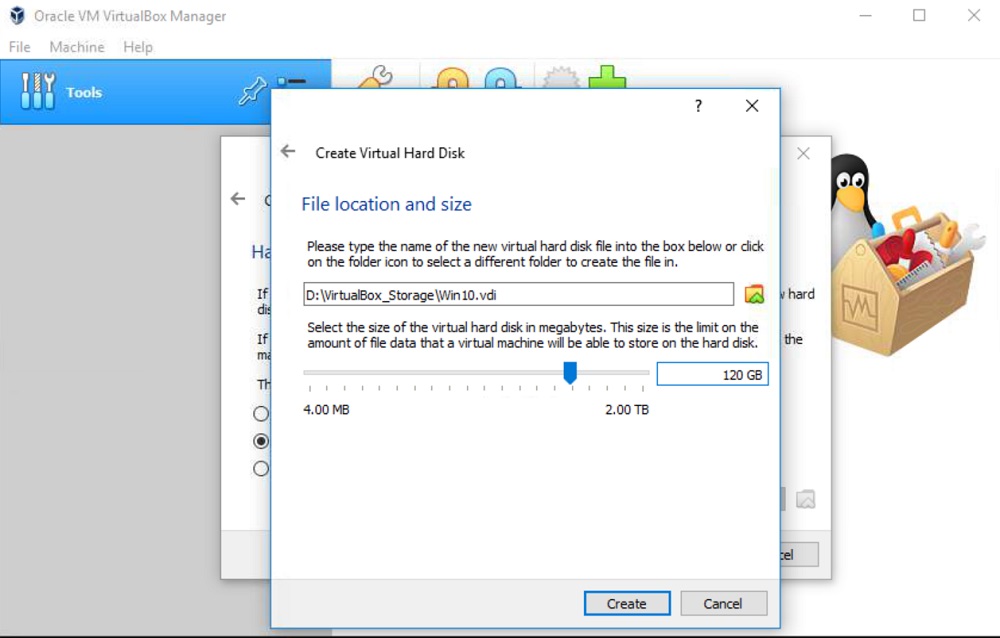 Oracle VM VirtualBox Manager
File Machine Help
Tools
?
Create Virtual Hard Disk
File location and size
Please type the name of the new virtual hard disk file into the box below or click
on the folder icon to select a different folder to create the file in.
D:\VirtualBox_Storage\Win10.vdi
Select the size of the virtual hard disk in megabytes. This size is the limit on the
amount of file data that a virtual machine will be able to store on the hard disk.
120 GB
4.00 MB 2.00 TB
Create Cancel
Ha
If hard
If the
Th